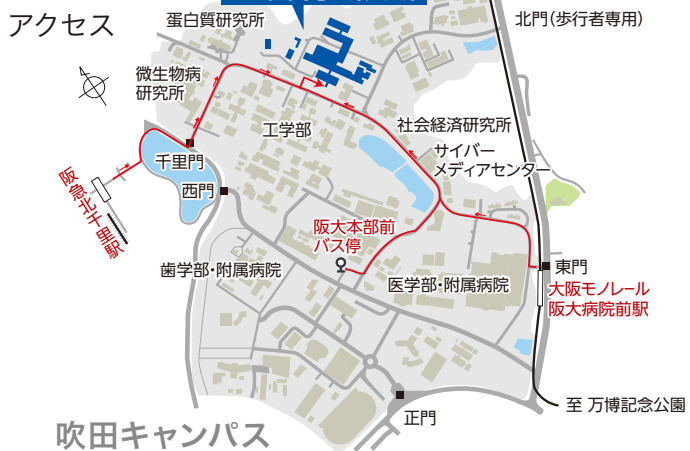 アクセス
蛋白質研究所
北門(歩行者専用)
微生物病
研究所
工学部
社会経済研究所
サイバー
メディアセンター
千里門
西門
阪急北千里駅
阪大本部前
バス停
歯学部・附属病院
医学部・附属病院
東門
大阪モノレール
阪大病院前駅
至 万博記念公園
正門
吹田キャンパス